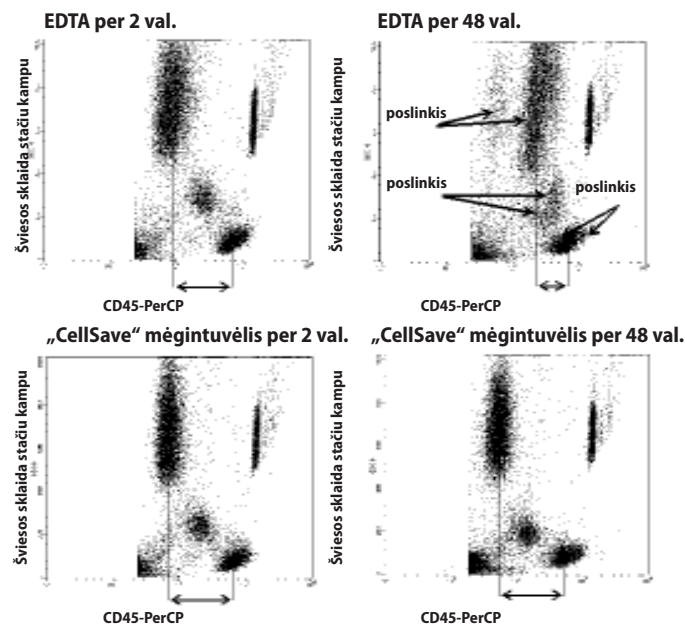 EDTA per 2 val.
EDTA per 48 val.
Šviesos sklaida stačiu kampu
Šviesos sklaida stačiu kampu
poslinkis
poslinkis
poslinkis
CD45-PerCP
CD45-PerCP
„CellSave“ mėgintuvėlis per 2 val.
„CellSave“ mėgintuvėlis per 48 val.
Šviesos sklaida stačiu kampu
Šviesos sklaida stačiu kampu
CD45-PerCP
CD45-PerCP